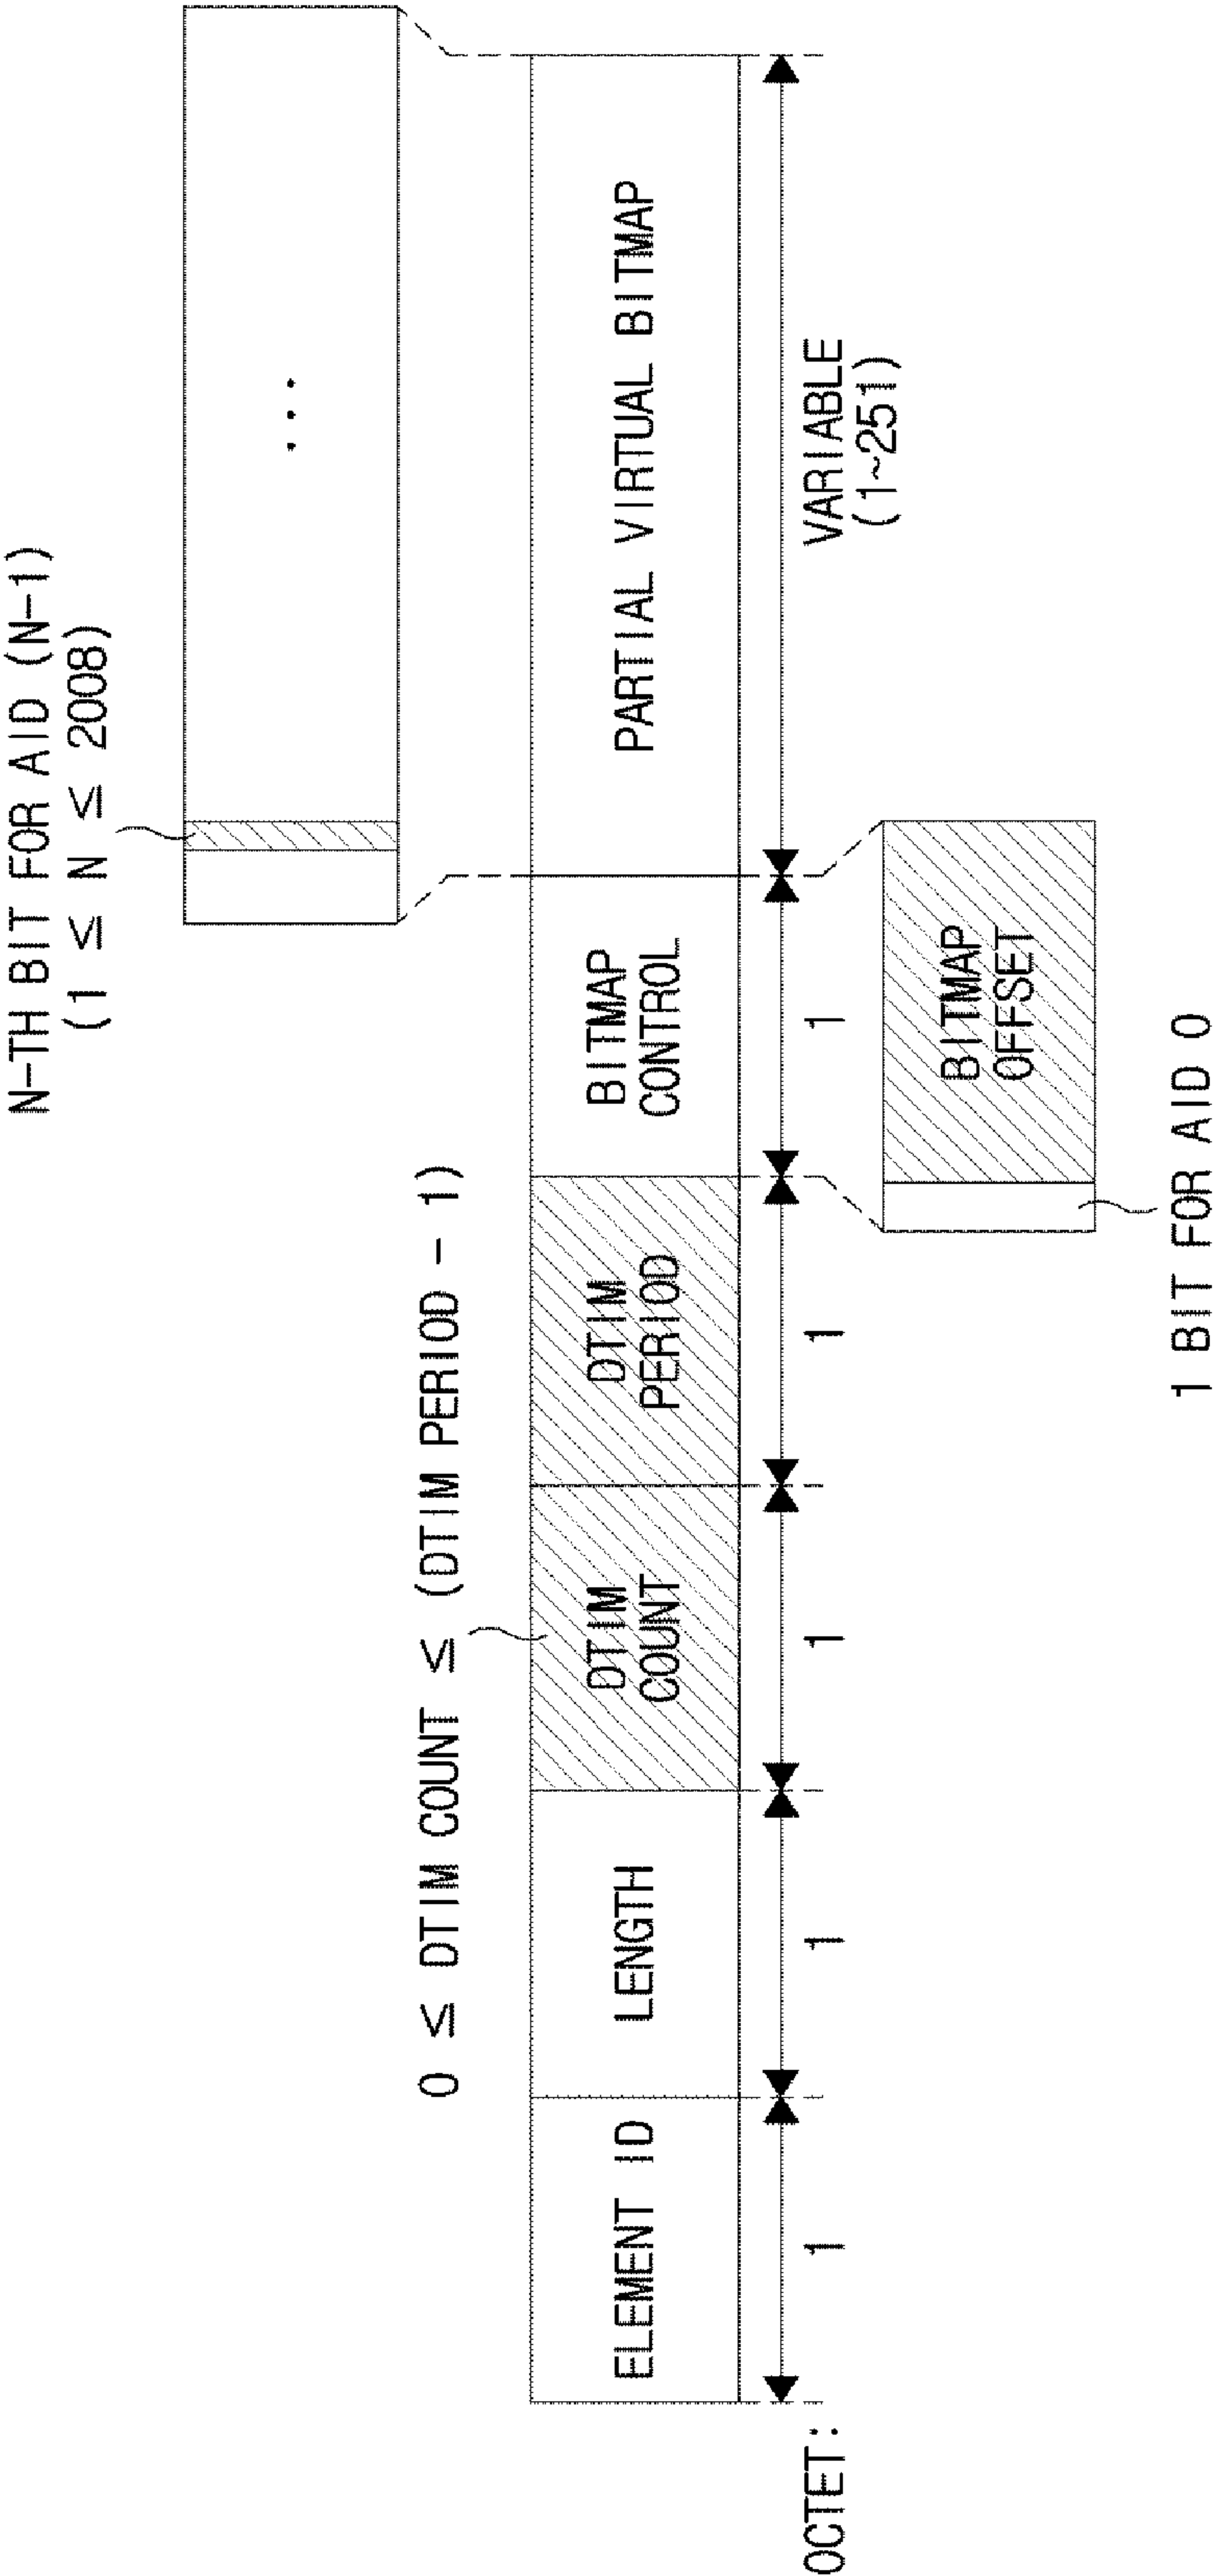 N-TH BIT FOR AID (N-1)
(1 ≤ N ≤ 2008)
...
0 ≤ DTIM COUNT ≤ (DTIM PERIOD - 1)
ELEMENT ID
LENGTH
DTIM
COUNT
DTIM
PERIOD
BITMAP
CONTROL
PARTIAL VIRTUAL BITMAP
OCTET:
1
1
1
1
1
VARIABLE
(1~251)
BITMAP
OFFSET
1 BIT FOR AID 0